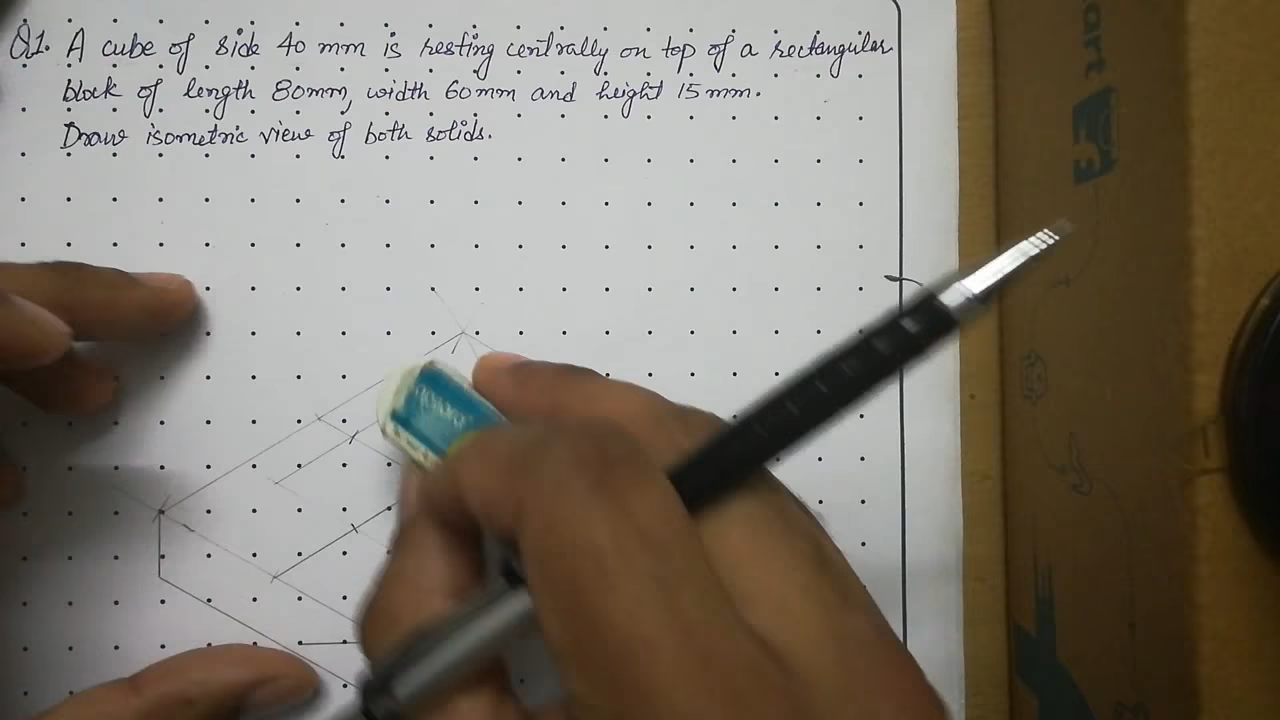 Q1. A cube of side 40 mm is resting centrally on top of a rectangular
block of length 80mm, width 60mm and height 15mm.
Draw isometric view of both solids.
art